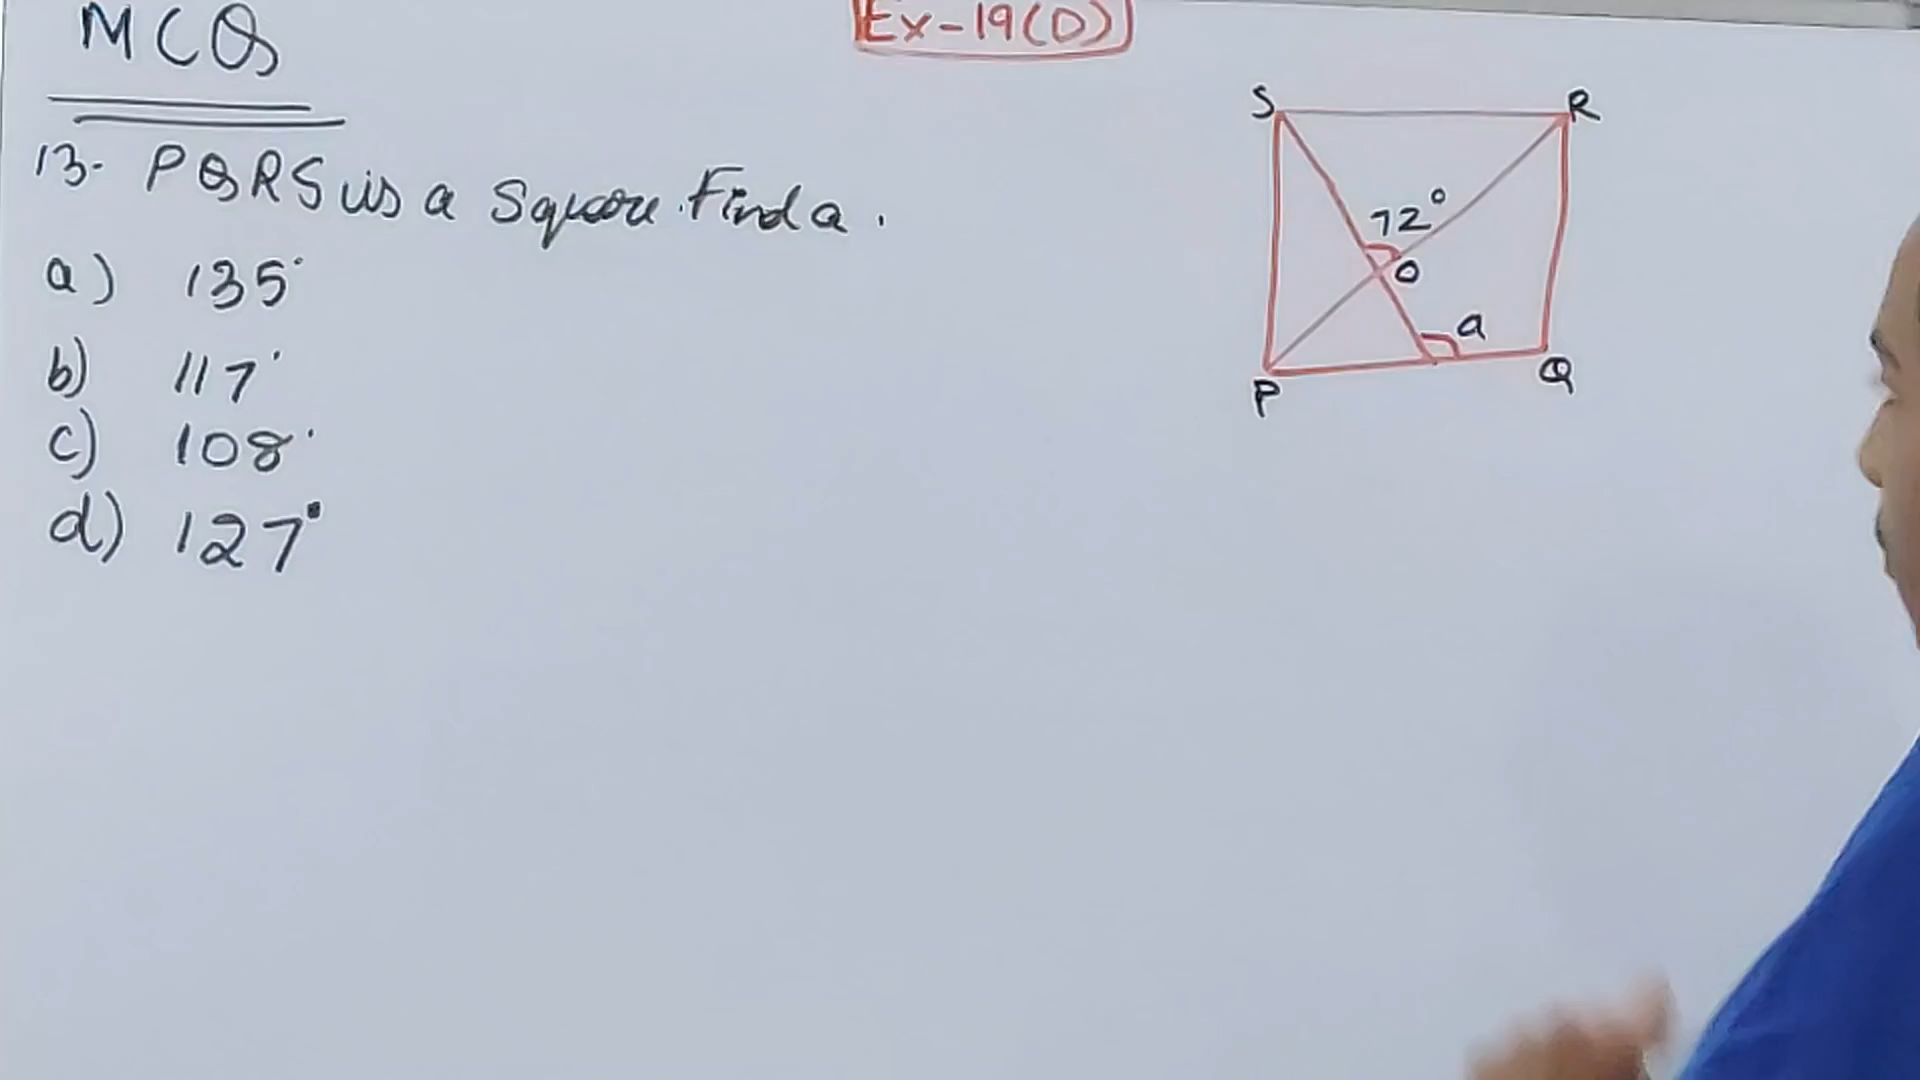 MCQ
Ex-19(D)
13. PQRS is a Square. Find a.
a) 135°
b) 117°
c) 108°
d) 127°
S R
72°
O
a
P Q